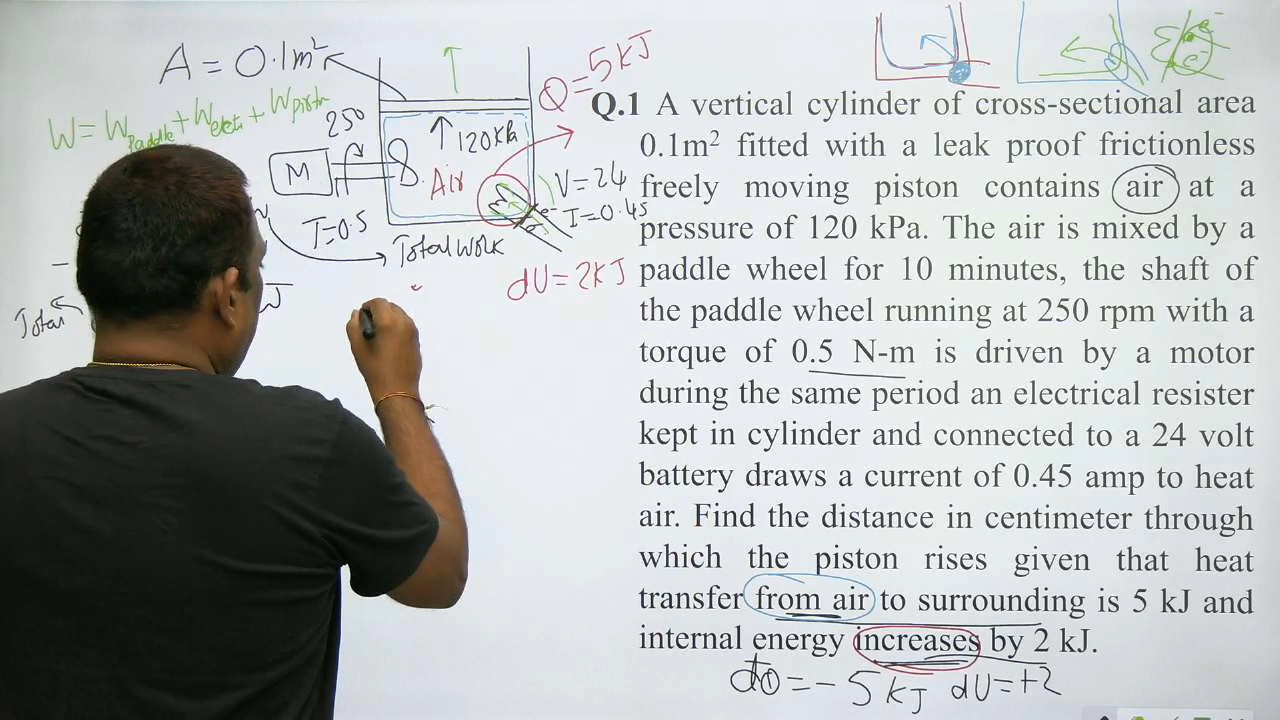 A = 0.1m²
W = Wpaddle + Welect + Wpistn
250
120kPa
M
Air
Q = 5kJ
V = 24
I = 0.45
T = 0.5
Total Work
dU = 2kJ
Total
Q.1 A vertical cylinder of cross-sectional area
0.1m² fitted with a leak proof frictionless
freely moving piston contains air at a
pressure of 120 kPa. The air is mixed by a
paddle wheel for 10 minutes, the shaft of
the paddle wheel running at 250 rpm with a
torque of 0.5 N-m is driven by a motor
during the same period an electrical resister
kept in cylinder and connected to a 24 volt
battery draws a current of 0.45 amp to heat
air. Find the distance in centimeter through
which the piston rises given that heat
transfer from air to surrounding is 5 kJ and
internal energy increases by 2 kJ.
dQ = - 5 kJ dU = +2